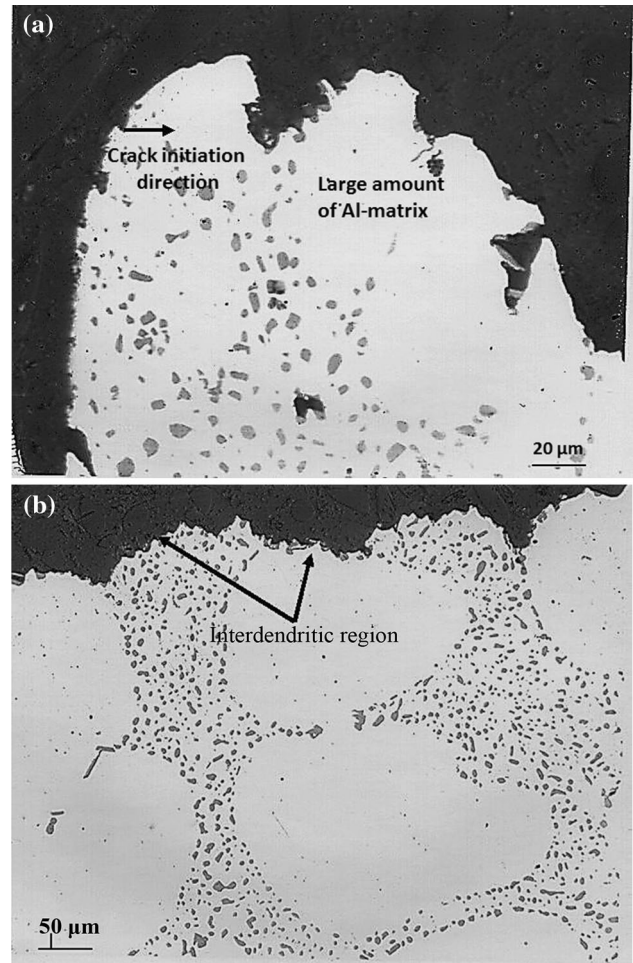 (a)
Crack initiation
direction
Large amount
of Al-matrix
20 µm
(b)
Interdendritic region
50 µm